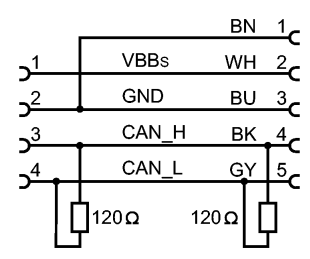 BN 1
1 VBBs WH 2
2 GND BU 3
3 CAN_H BK 4
4 CAN_L GY 5
120Ω 120Ω